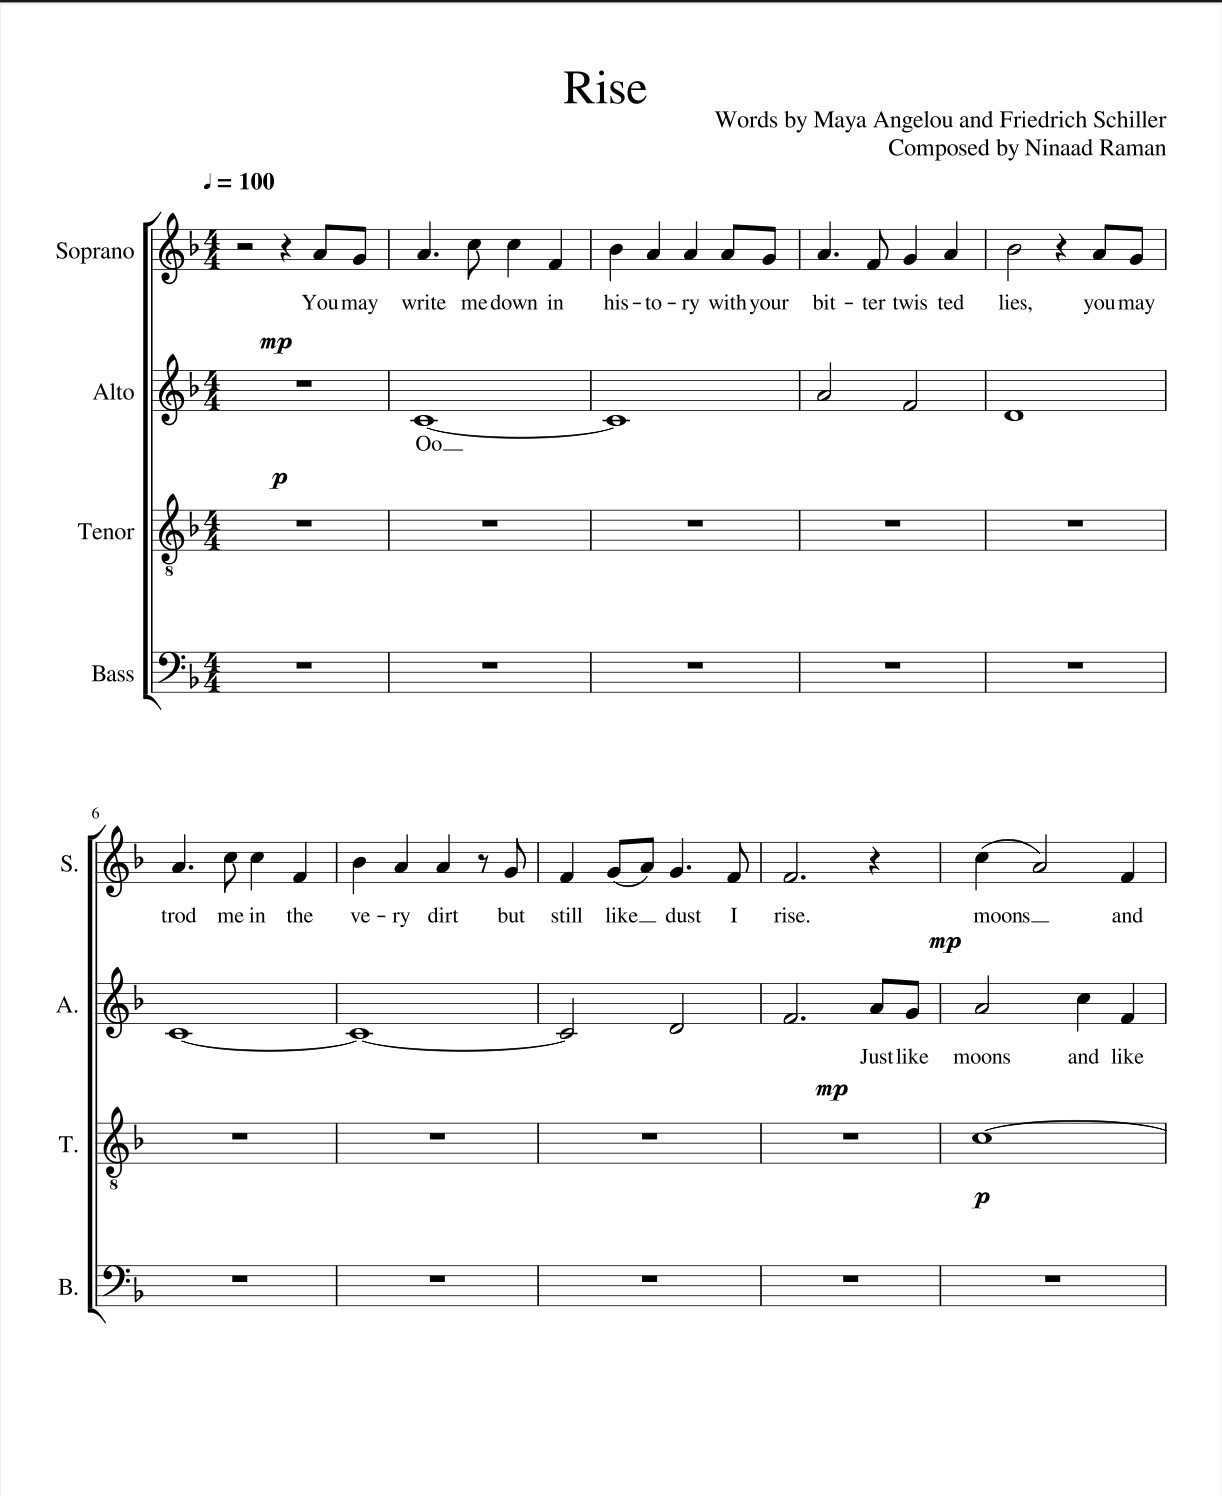 Rise
Words by Maya Angelou and Friedrich Schiller
Composed by Ninaad Raman
♩ = 100
Soprano
You may write me down in his - to - ry with your bit - ter twis ted lies, you may
mp
Alto
Oo
p
Tenor
8
Bass
6
S.
trod me in the ve - ry dirt but still like dust I rise. moons and
mp
A.
Just like moons and like
mp
T.
8
p
B.